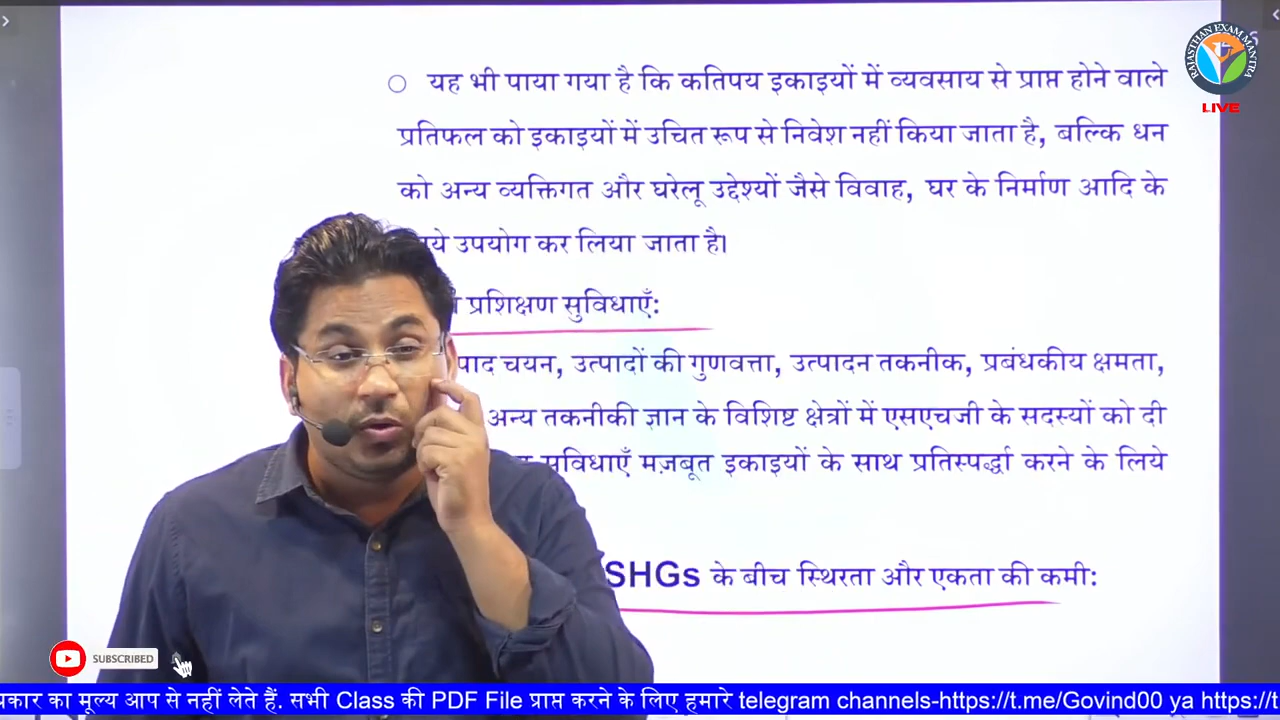 यह भी पाया गया है कि कतिपय इकाइयों में व्यवसाय से प्राप्त होने वाले
प्रतिफल को इकाइयों में उचित रूप से निवेश नहीं किया जाता है, बल्कि धन
को अन्य व्यक्तिगत और घरेलू उद्देश्यों जैसे विवाह, घर के निर्माण आदि के
उपयोग कर लिया जाता है।
प्रशिक्षण सुविधाएँ:
चयन, उत्पादों की गुणवत्ता, उत्पादन तकनीक, प्रबंधकीय क्षमता,
अन्य तकनीकी ज्ञान के विशिष्ट क्षेत्रों में एसएचजी के सदस्यों को दी
सुविधाएँ मज़बूत इकाइयों के साथ प्रतिस्पर्द्धा करने के लिये
SHGs के बीच स्थिरता और एकता की कमी:
RAJASTHAN EXAM MANTRA
LIVE
SUBSCRIBED
का मूल्य आप से नहीं लेते हैं. सभी Class की PDF File प्राप्त करने के लिए हमारे telegram channels-https://t.me/Govind00 ya https://t